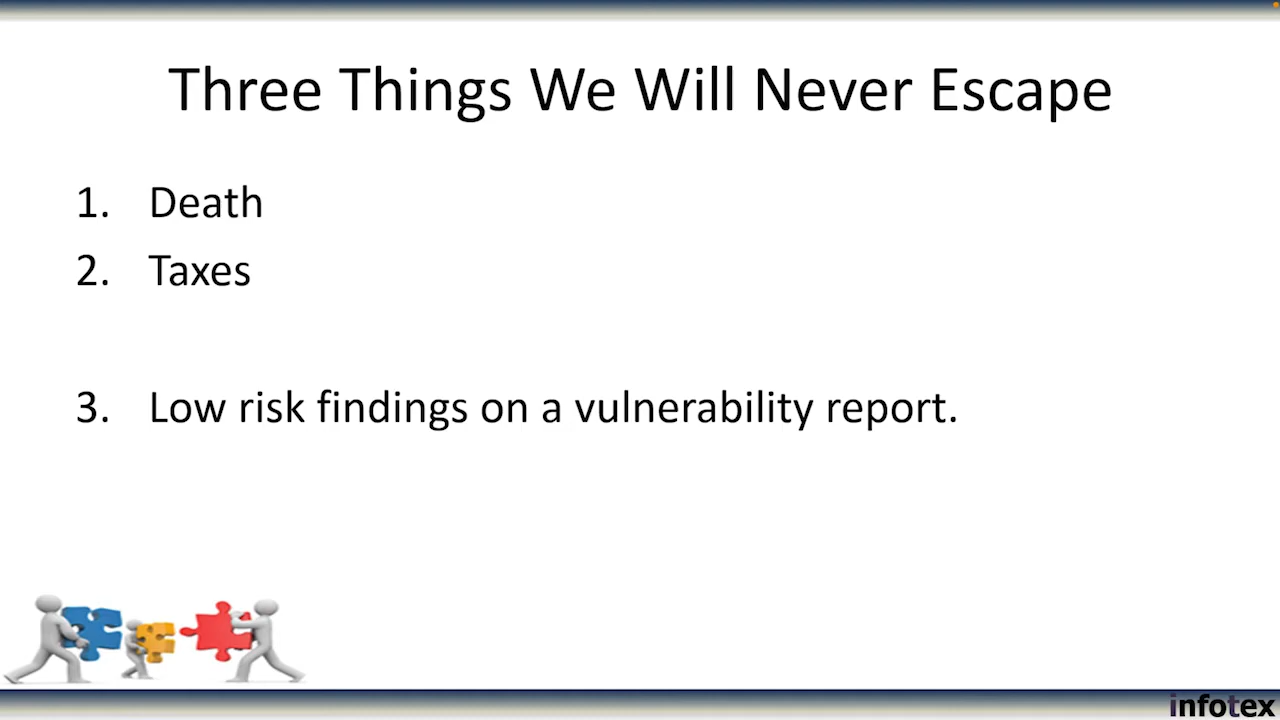 Three Things We Will Never Escape
1. Death
2. Taxes
3. Low risk findings on a vulnerability report.
infotex